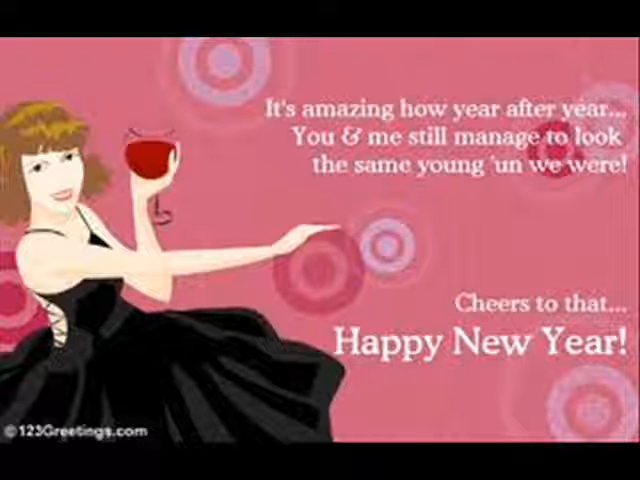 It's amazing how year after year...
You & me still manage to look
the same young 'un we were!
Cheers to that...
Happy New Year!
©123Greetings.com